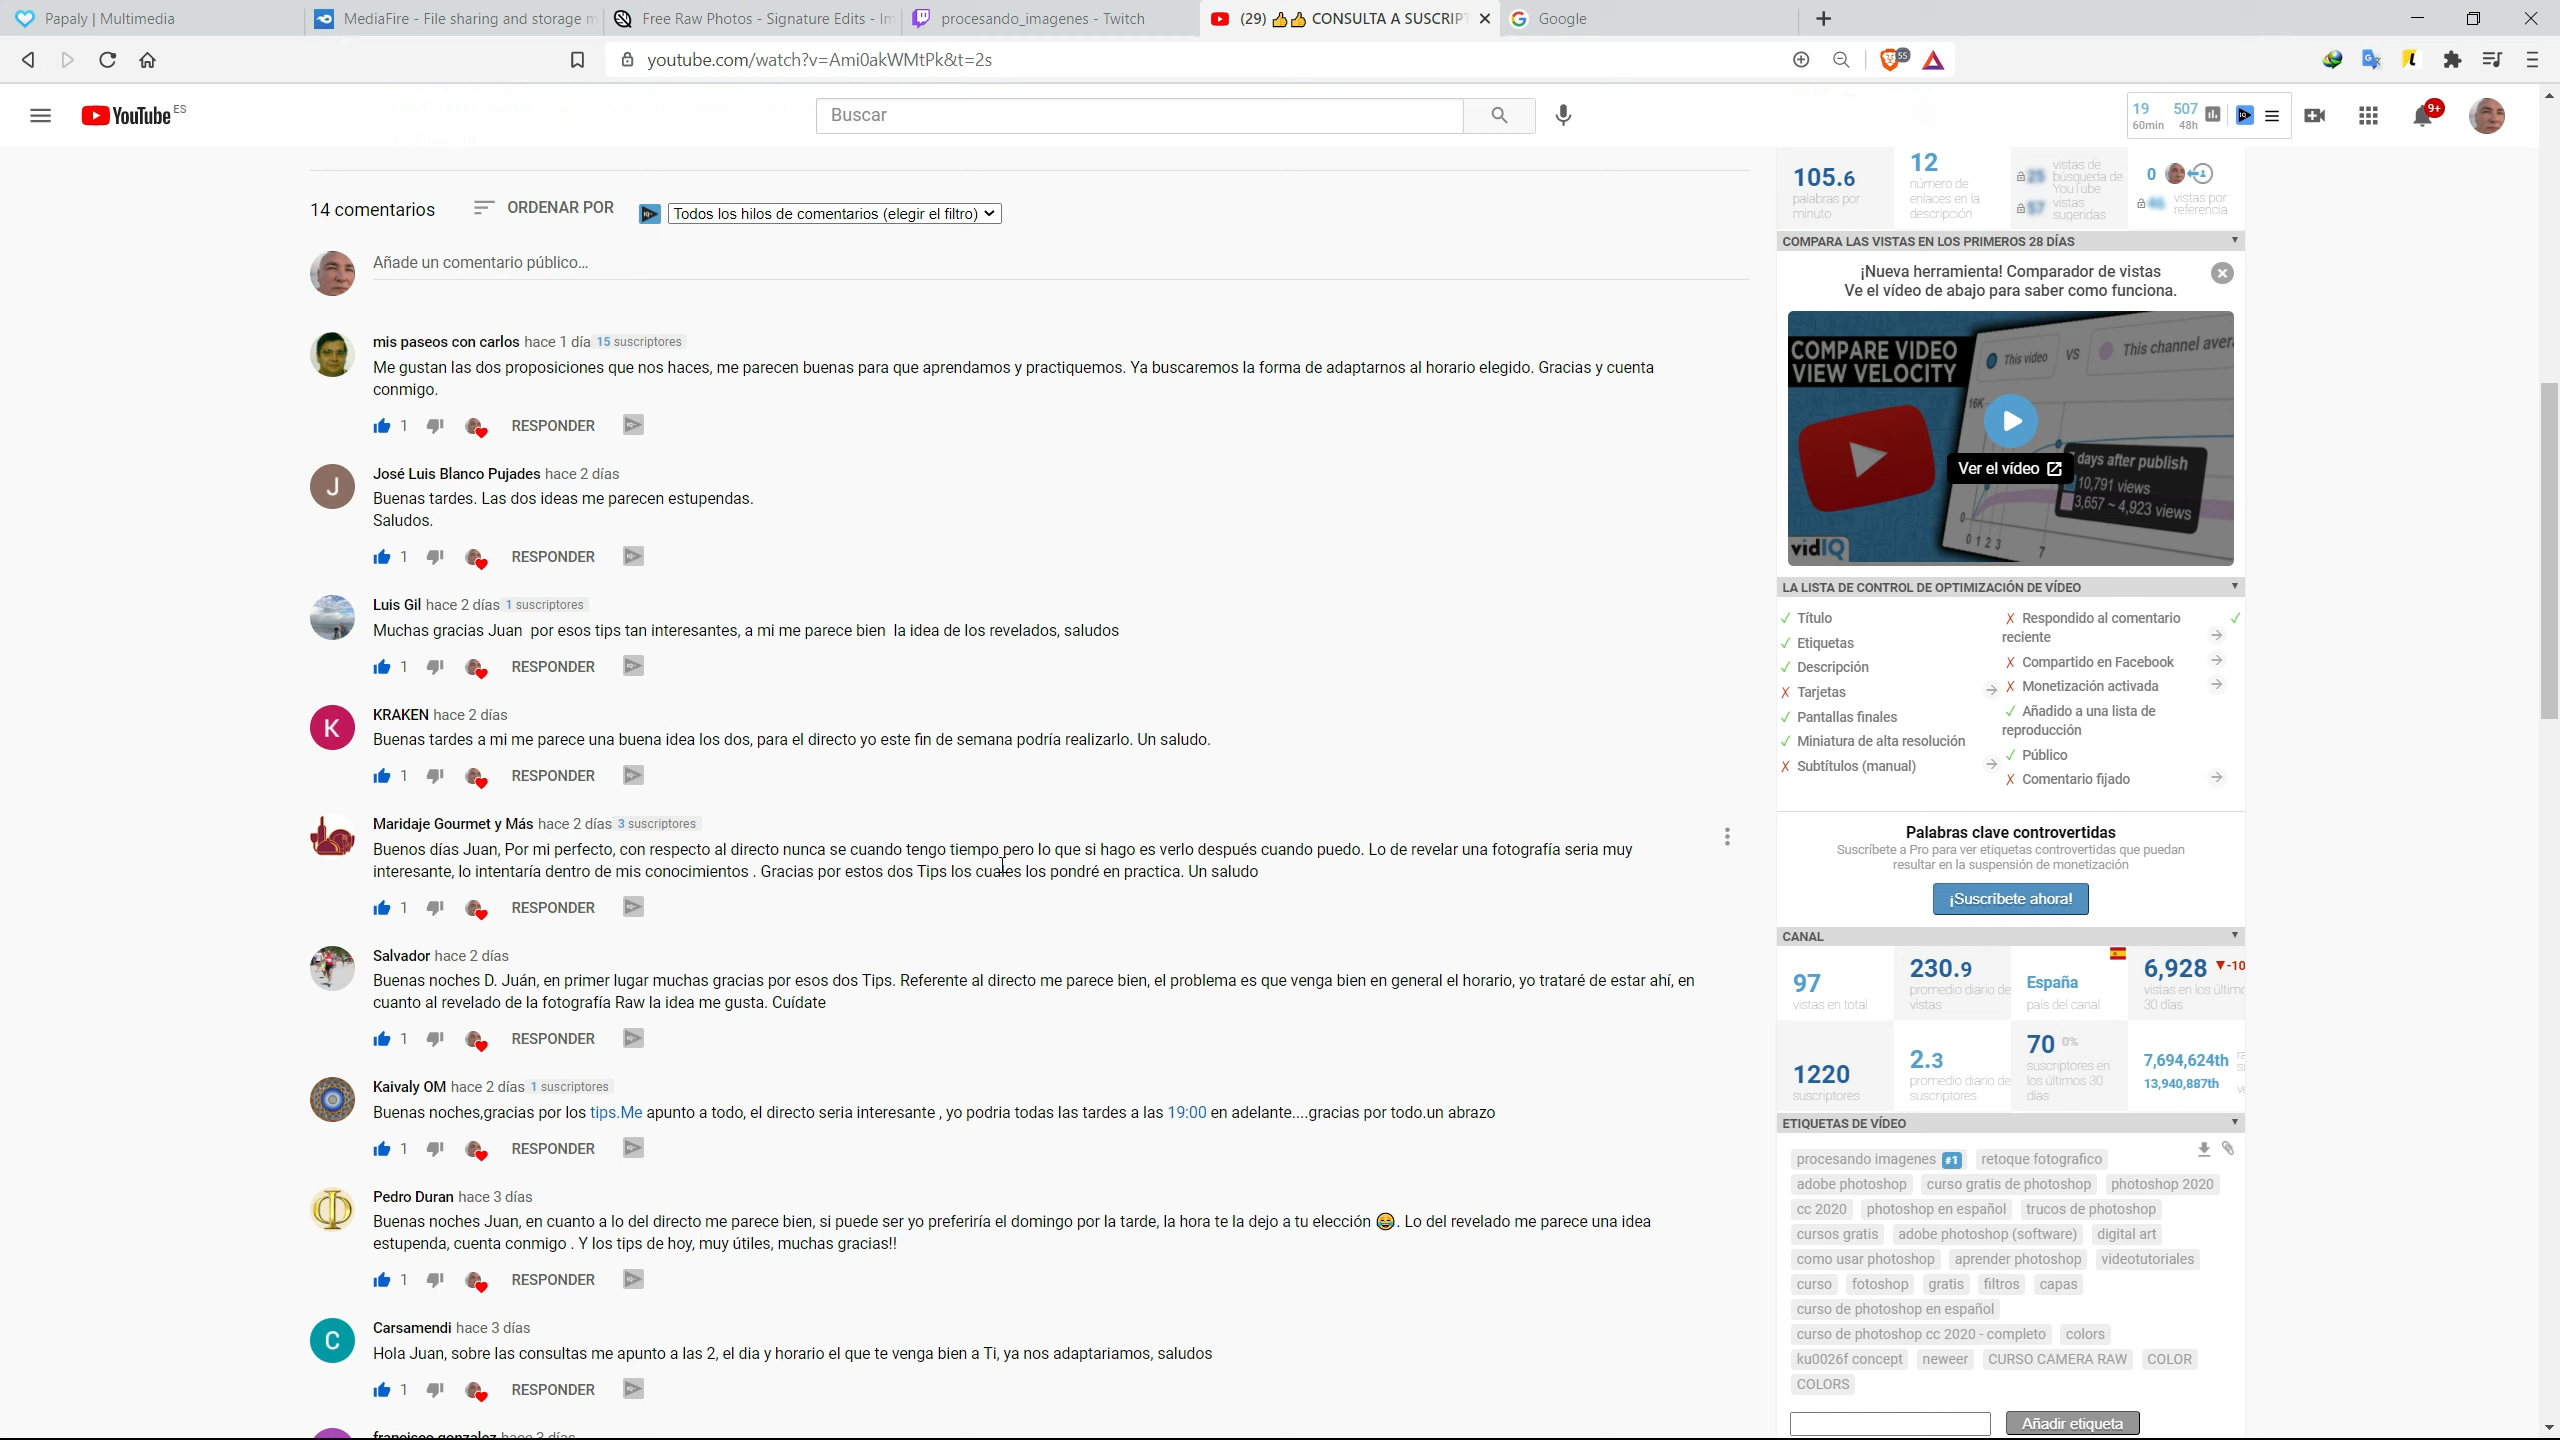 Papaly | Multimedia
MediaFire - File sharing and storage m
Free Raw Photos - Signature Edits - Im
procesando_imagenes - Twitch
(29) 👍👍 CONSULTA A SUSCRIPT
Google
youtube.com/watch?v=Ami0akWMtPk&t=2s
55
YouTube ES
Buscar
19 507
60min 48h
9+
14 comentarios
ORDENAR POR
Todos los hilos de comentarios (elegir el filtro)
Añade un comentario público...
mis paseos con carlos hace 1 día 15 suscriptores
Me gustan las dos proposiciones que nos haces, me parecen buenas para que aprendamos y practiquemos. Ya buscaremos la forma de adaptarnos al horario elegido. Gracias y cuenta
conmigo.
1 RESPONDER
José Luis Blanco Pujades hace 2 días
Buenas tardes. Las dos ideas me parecen estupendas.
Saludos.
1 RESPONDER
Luis Gil hace 2 días 1 suscriptores
Muchas gracias Juan por esos tips tan interesantes, a mi me parece bien la idea de los revelados, saludos
1 RESPONDER
K
KRAKEN hace 2 días
Buenas tardes a mi me parece una buena idea los dos, para el directo yo este fin de semana podría realizarlo. Un saludo.
1 RESPONDER
Maridaje Gourmet y Más hace 2 días 3 suscriptores
Buenos días Juan, Por mi perfecto, con respecto al directo nunca se cuando tengo tiempo pero lo que si hago es verlo después cuando puedo. Lo de revelar una fotografía seria muy
interesante, lo intentaría dentro de mis conocimientos . Gracias por estos dos Tips los cuales los pondré en practica. Un saludo
1 RESPONDER
Salvador hace 2 días
Buenas noches D. Juán, en primer lugar muchas gracias por esos dos Tips. Referente al directo me parece bien, el problema es que venga bien en general el horario, yo trataré de estar ahí, en
cuanto al revelado de la fotografía Raw la idea me gusta. Cuídate
1 RESPONDER
Kaivaly OM hace 2 días 1 suscriptores
Buenas noches,gracias por los tips.Me apunto a todo, el directo seria interesante , yo podria todas las tardes a las 19:00 en adelante....gracias por todo.un abrazo
1 RESPONDER
Pedro Duran hace 3 días
Buenas noches Juan, en cuanto a lo del directo me parece bien, si puede ser yo preferiría el domingo por la tarde, la hora te la dejo a tu elección 😂. Lo del revelado me parece una idea
estupenda, cuenta conmigo . Y los tips de hoy, muy útiles, muchas gracias!!
1 RESPONDER
C
Carsamendi hace 3 días
Hola Juan, sobre las consultas me apunto a las 2, el dia y horario el que te venga bien a Ti, ya nos adaptariamos, saludos
1 RESPONDER
francisco gonzalez hace 3 días
105.6
palabras por
minuto
12
número de
enlaces en la
descripción
vistas de
búsqueda de
YouTube
vistas
sugeridas
0
vistas por
referencia
COMPARA LAS VISTAS EN LOS PRIMEROS 28 DÍAS
¡Nueva herramienta! Comparador de vistas
Ve el vídeo de abajo para saber como funciona.
COMPARE VIDEO
VIEW VELOCITY
This video VS This channel avera
16K
Ver el vídeo
days after publish
10,791 views
3,657 ~ 4,923 views
0
0 1 2 3 7
vidIQ
LA LISTA DE CONTROL DE OPTIMIZACIÓN DE VÍDEO
✓ Título
✓ Etiquetas
✓ Descripción
✗ Tarjetas
✓ Pantallas finales
✓ Miniatura de alta resolución
✗ Subtítulos (manual)
✗ Respondido al comentario
reciente
✗ Compartido en Facebook
✗ Monetización activada
✓ Añadido a una lista de
reproducción
✓ Público
✗ Comentario fijado
Palabras clave controvertidas
Suscríbete a Pro para ver etiquetas controvertidas que puedan
resultar en la suspensión de monetización
¡Suscríbete ahora!
CANAL
97
vistas en total
230.9
promedio diario de
vistas
España
país del canal
6,928 ▼-10
vistas en los último
30 días
1220
suscriptores
2.3
promedio diario de
suscriptores
70 0%
suscriptores en
los últimos 30
días
7,694,624th
13,940,887th
ETIQUETAS DE VÍDEO
procesando imagenes #1 retoque fotografico
adobe photoshop curso gratis de photoshop photoshop 2020
cc 2020 photoshop en español trucos de photoshop
cursos gratis adobe photoshop (software) digital art
como usar photoshop aprender photoshop videotutoriales
curso fotoshop gratis filtros capas
curso de photoshop en español
curso de photoshop cc 2020 - completo colors
ku0026f concept neweer CURSO CAMERA RAW COLOR
COLORS
Añadir etiqueta